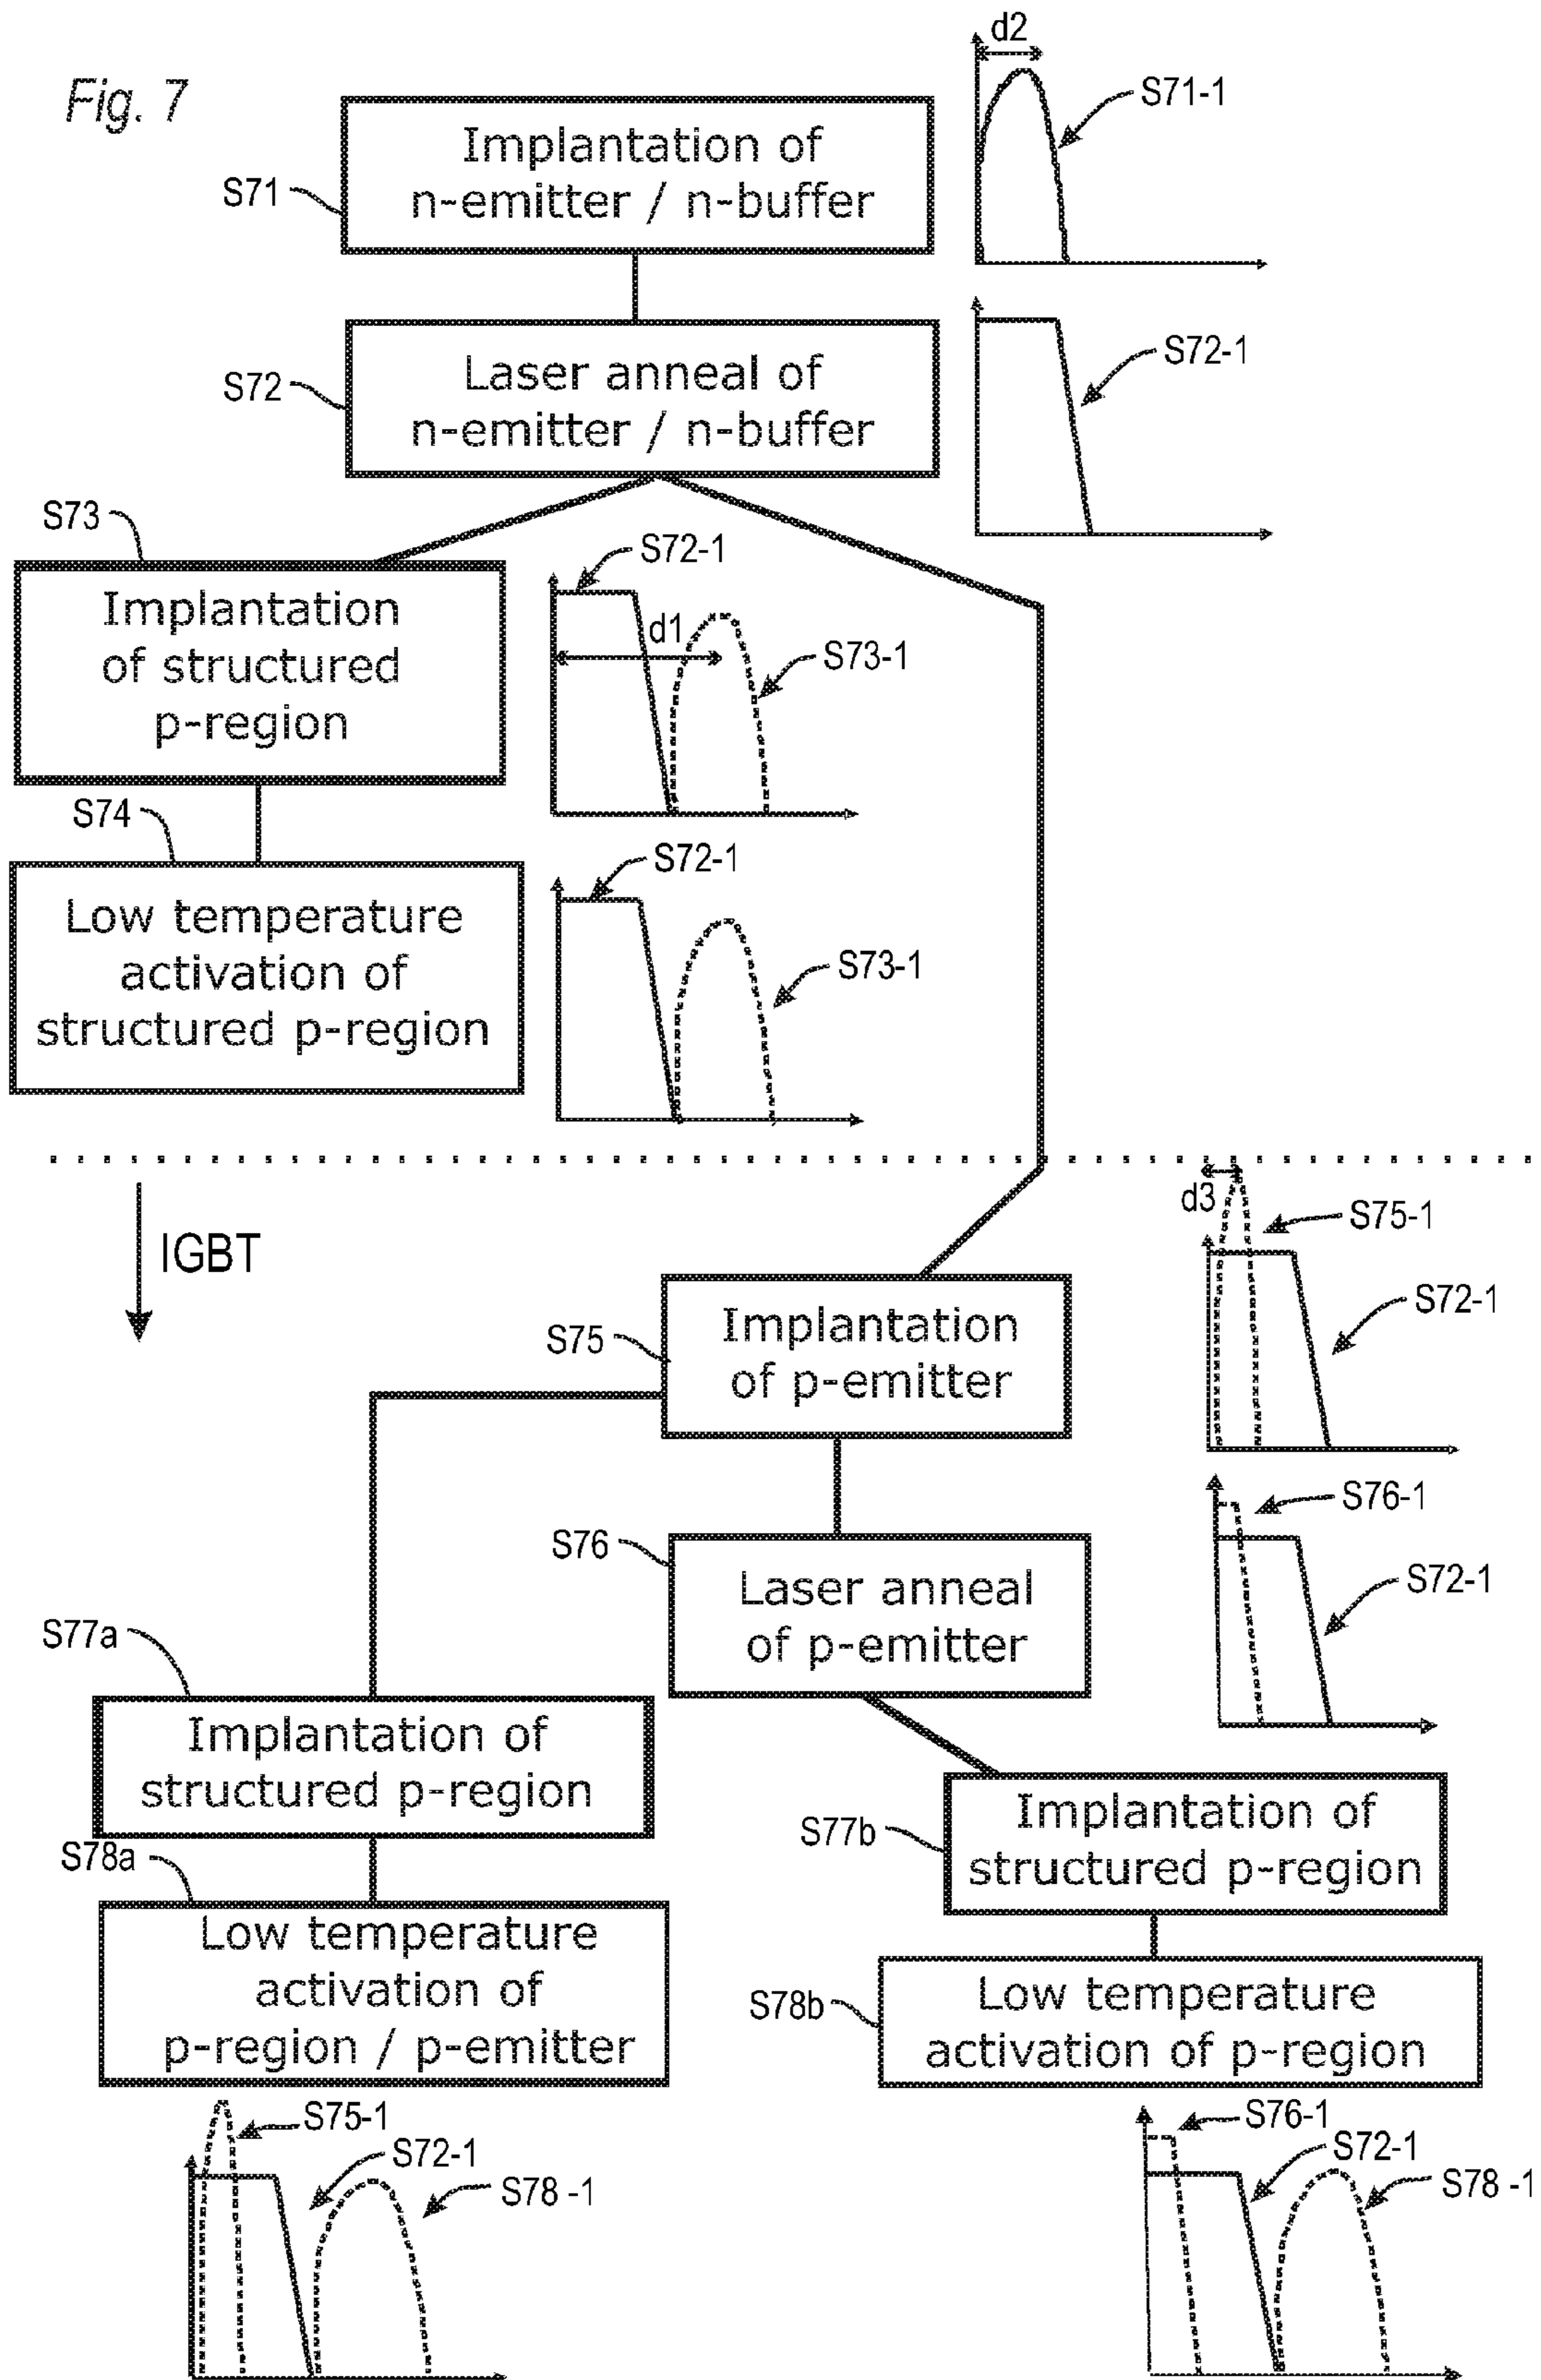 Fig. 7
d2
S71-1
Implantation of
n-emitter / n-buffer
S71
S72-1
Laser anneal of
n-emitter / n-buffer
S72
S73
Implantation
of structured
p-region
S72-1
d1
S73-1
S74
Low temperature
activation of
structured p-region
S72-1
S73-1
IGBT
d3
S75-1
S72-1
S75
Implantation
of p-emitter
S76-1
S72-1
S76
Laser anneal
of p-emitter
S77a
Implantation of
structured p-region
S77b
Implantation of
structured p-region
S78a
Low temperature
activation of
p-region / p-emitter
S78b
Low temperature
activation of p-region
S75-1
S72-1
S78 -1
S76-1
S72-1
S78 -1